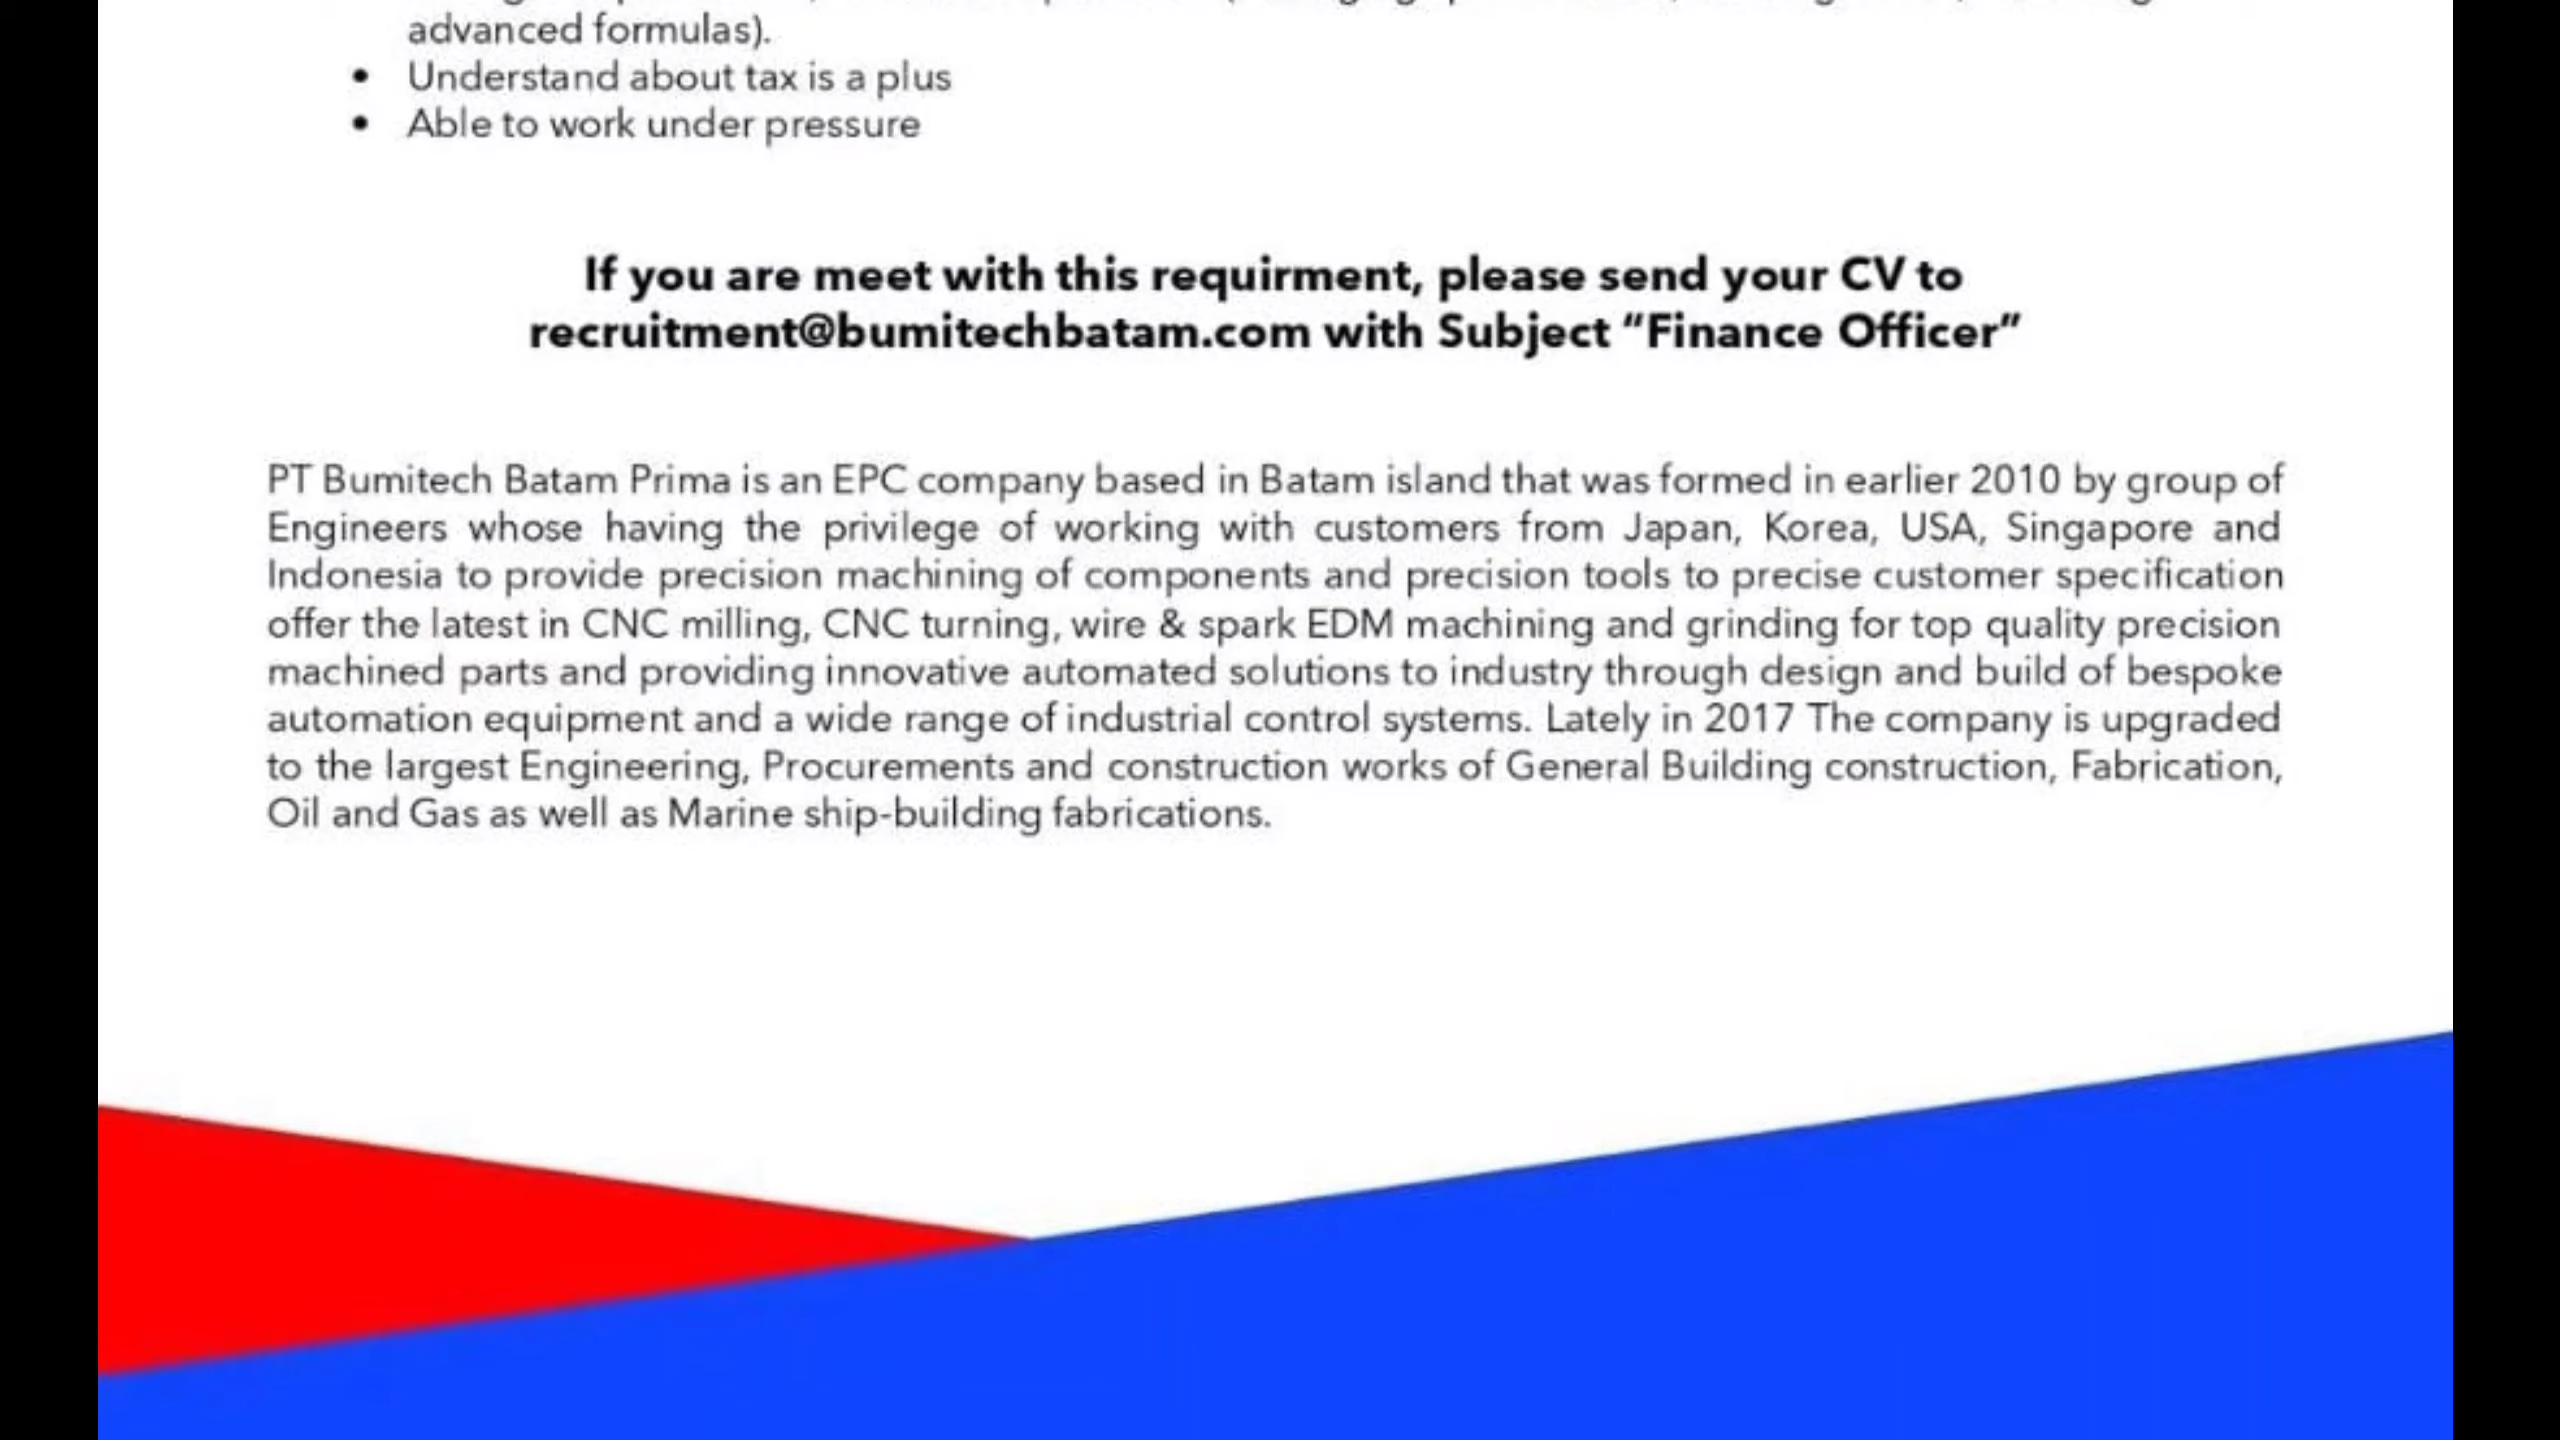 advanced formulas).
• Understand about tax is a plus
• Able to work under pressure
If you are meet with this requirment, please send your CV to
recruitment@bumitechbatam.com with Subject “Finance Officer”
PT Bumitech Batam Prima is an EPC company based in Batam island that was formed in earlier 2010 by group of
Engineers whose having the privilege of working with customers from Japan, Korea, USA, Singapore and
Indonesia to provide precision machining of components and precision tools to precise customer specification
offer the latest in CNC milling, CNC turning, wire & spark EDM machining and grinding for top quality precision
machined parts and providing innovative automated solutions to industry through design and build of bespoke
automation equipment and a wide range of industrial control systems. Lately in 2017 The company is upgraded
to the largest Engineering, Procurements and construction works of General Building construction, Fabrication,
Oil and Gas as well as Marine ship-building fabrications.